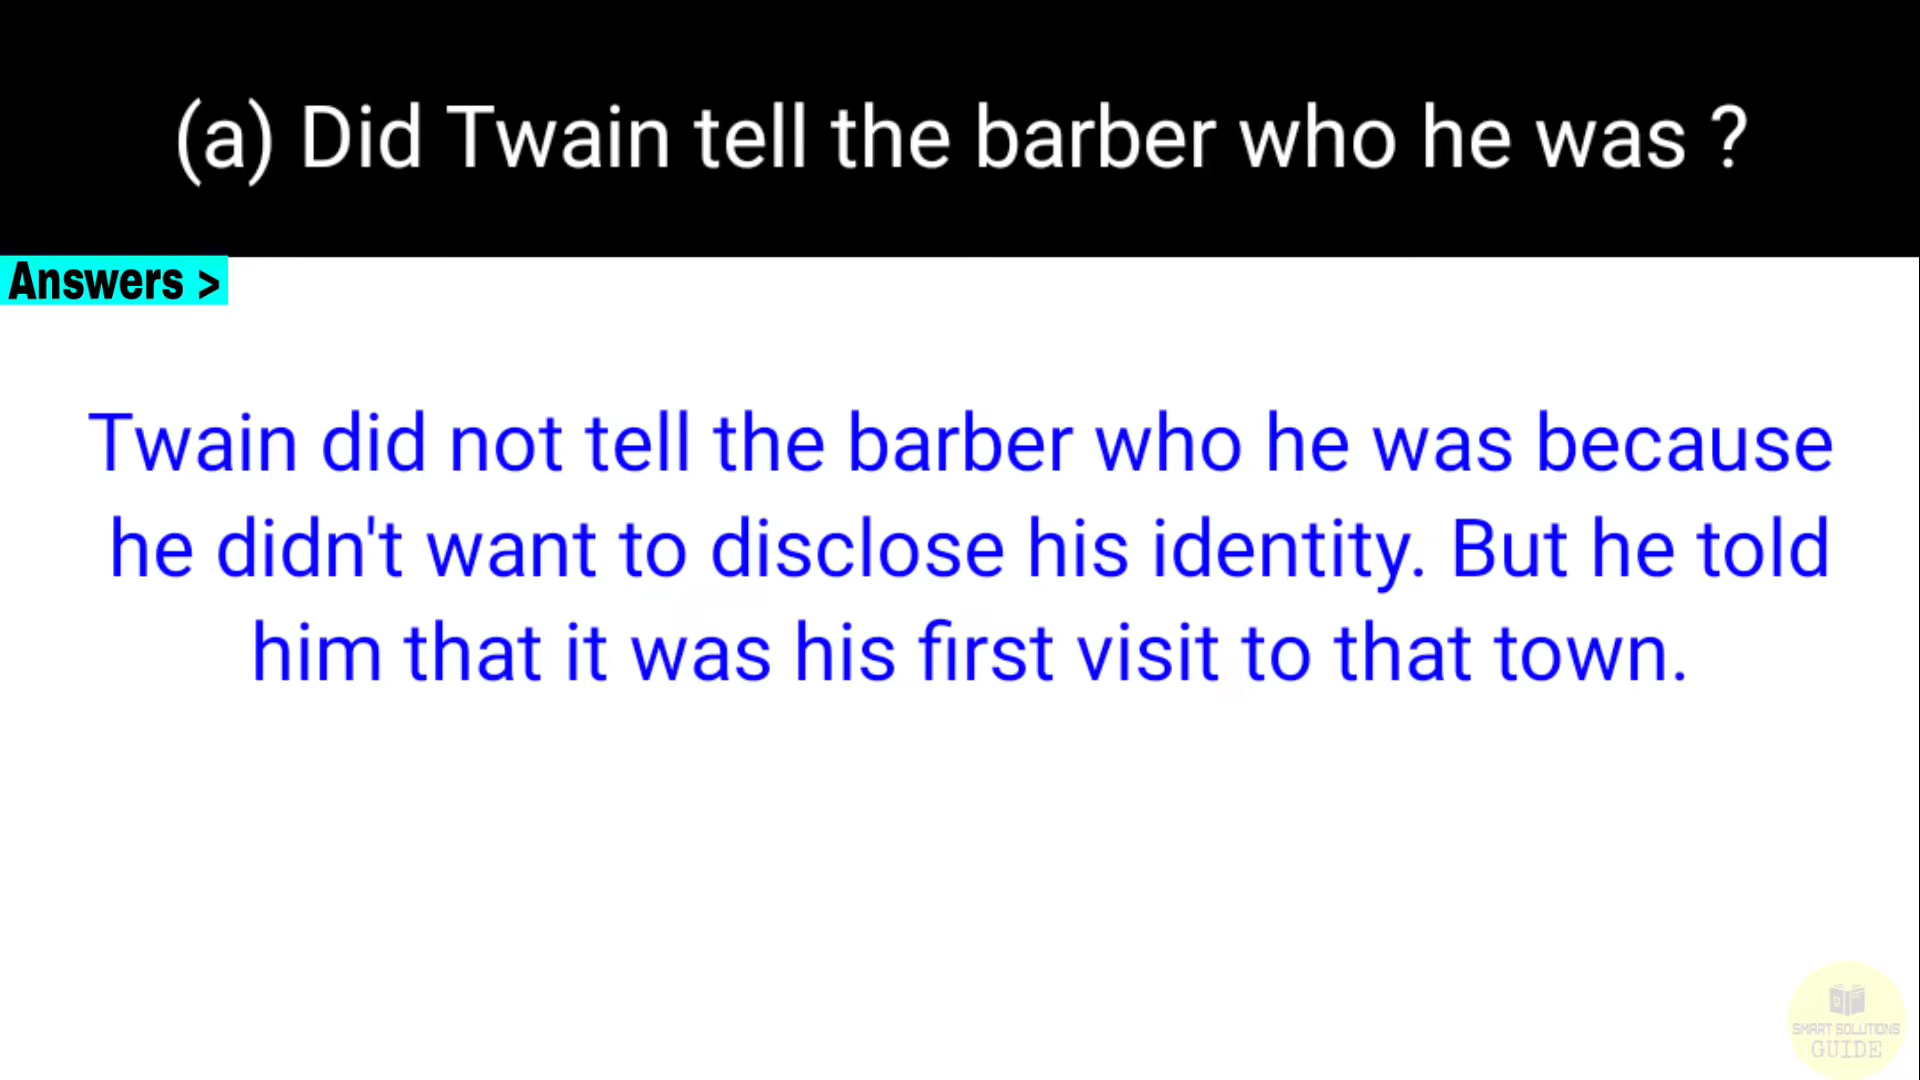 (a) Did Twain tell the barber who he was ?
Answers >
Twain did not tell the barber who he was because
he didn't want to disclose his identity. But he told
him that it was his first visit to that town.
SMART SOLUTIONS
GUIDE